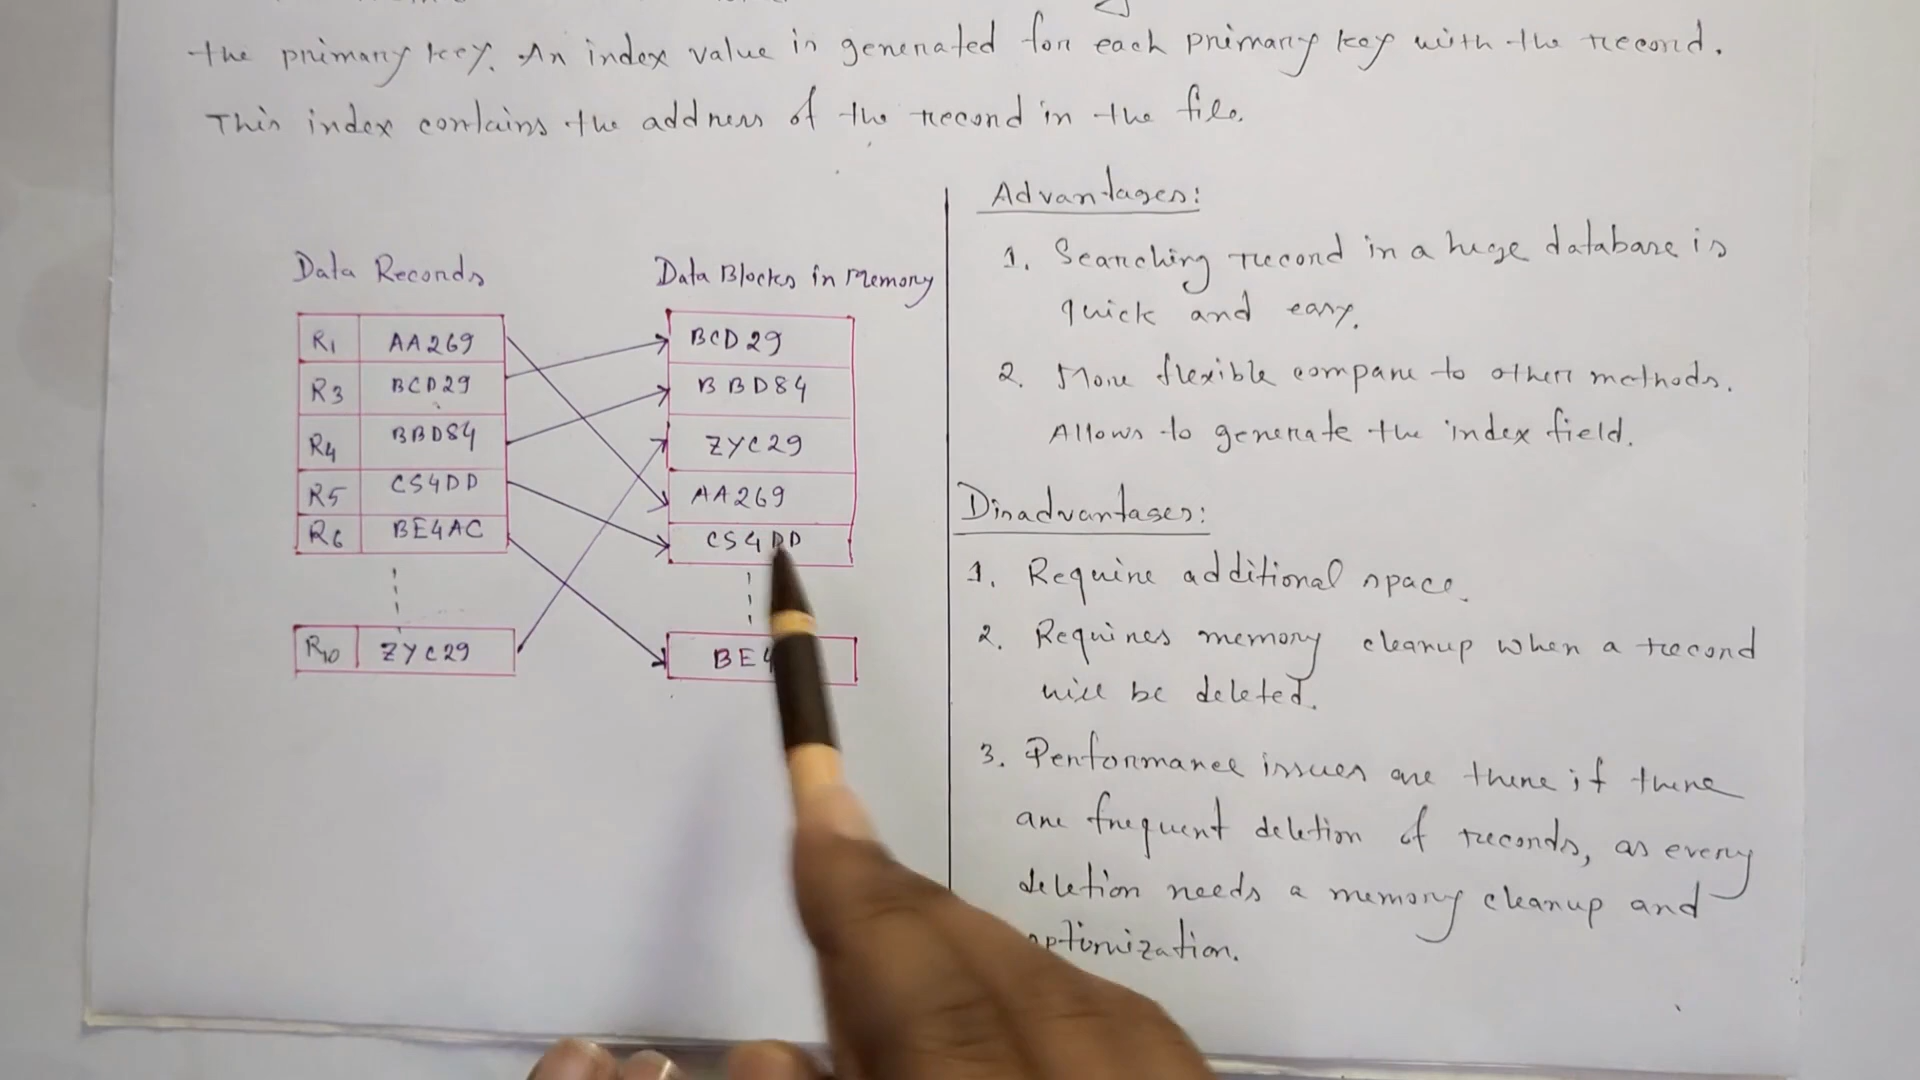 the primary key. An index value is generated for each primary key with the record.
This index contains the address of the record in the file.
Data Records
R1 AA269
R3 BCD29
R4 BBD84
R5 CS4DD
R6 BE4AC
R10 ZYC29
Data Blocks in Memory
BCD29
BBD84
ZYC29
AA269
CS4DD
BE4
Advantages:
1. Searching record in a huge database is
quick and easy.
2. More flexible compare to other methods.
Allows to generate the index field.
Disadvantages:
1. Require additional space.
2. Requires memory cleanup when a record
will be deleted.
3. Performance issues are there if there
are frequent deletion of records, as every
deletion needs a memory cleanup and
optimization.